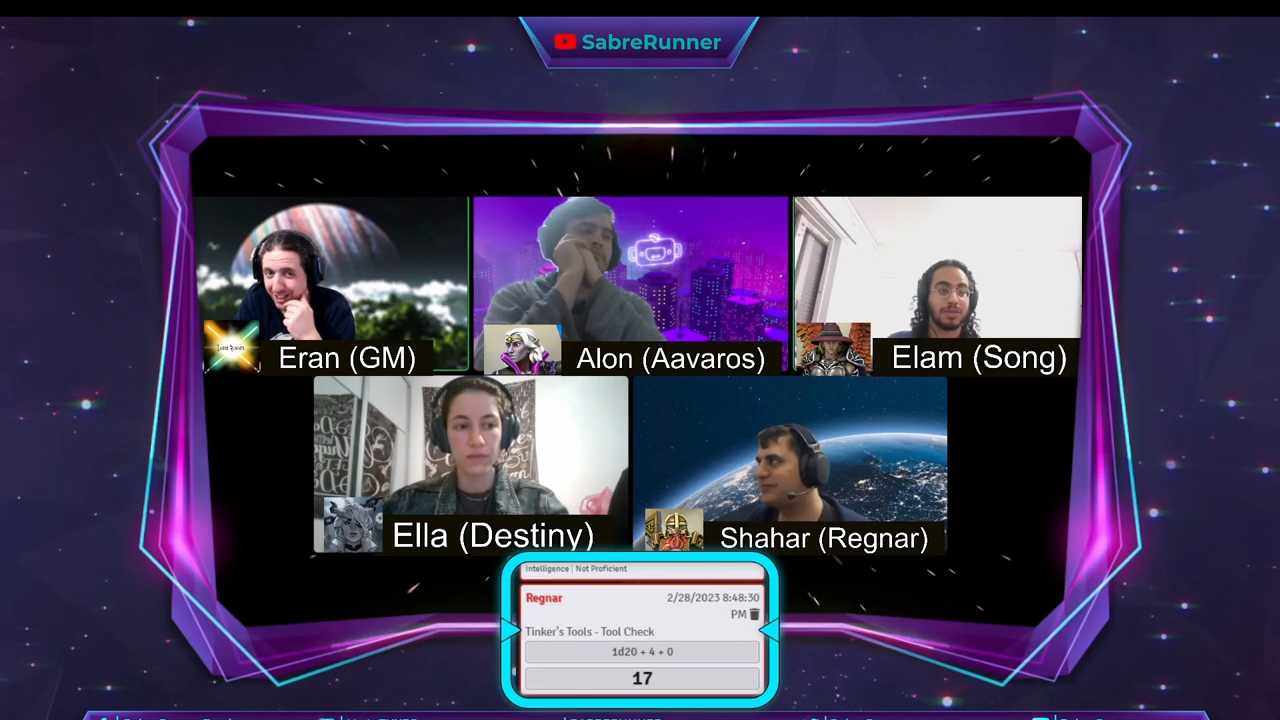 SabreRunner
Eran (GM)
Alon (Aavaros)
Elam (Song)
Ella (Destiny)
Shahar (Regnar)
Intelligence | Not Proficient
Regnar
2/28/2023 8:48:30
PM
Tinker's Tools - Tool Check
1d20 + 4 + 0
17